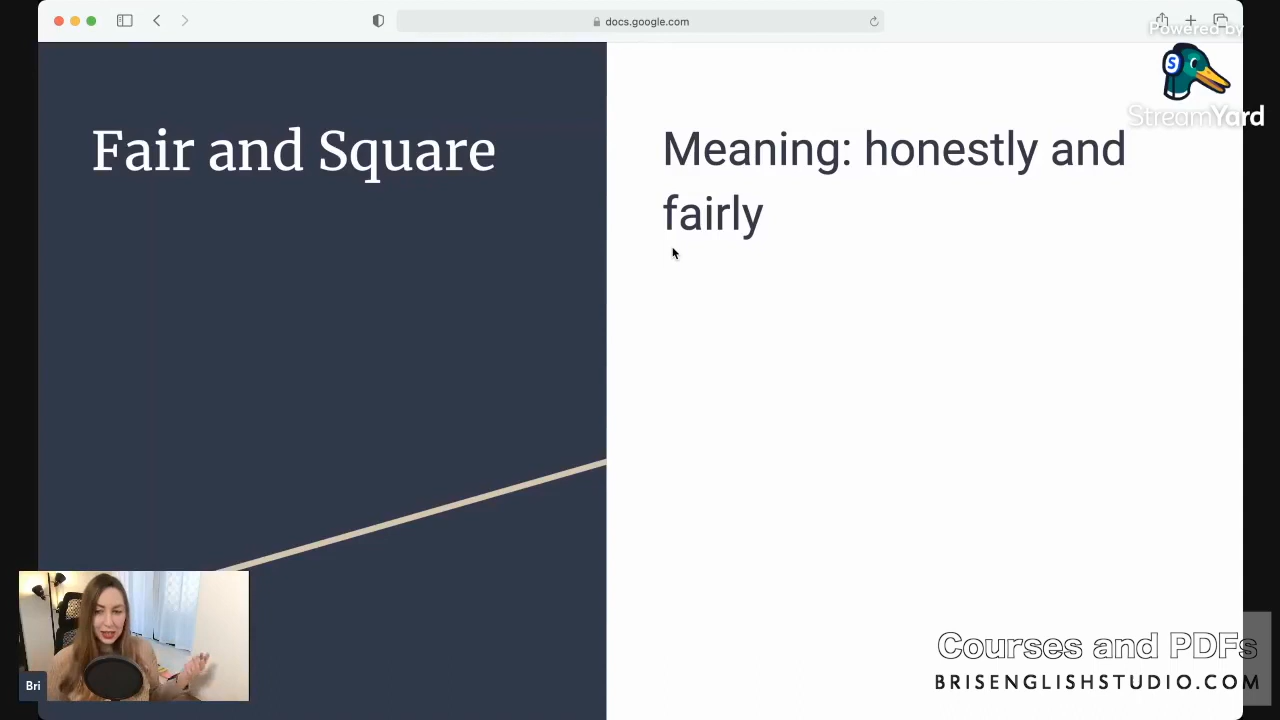 docs.google.com
Powered by
StreamYard
Fair and Square
Meaning: honestly and
fairly
Bri
Courses and PDFs
BRISENGLISHSTUDIO.COM